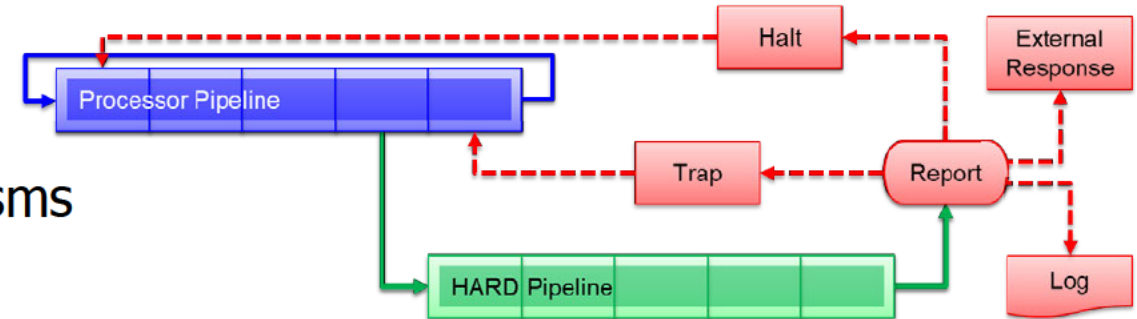 Halt
External
Response
Processor Pipeline
Trap
Report
sms
HARD Pipeline
Log